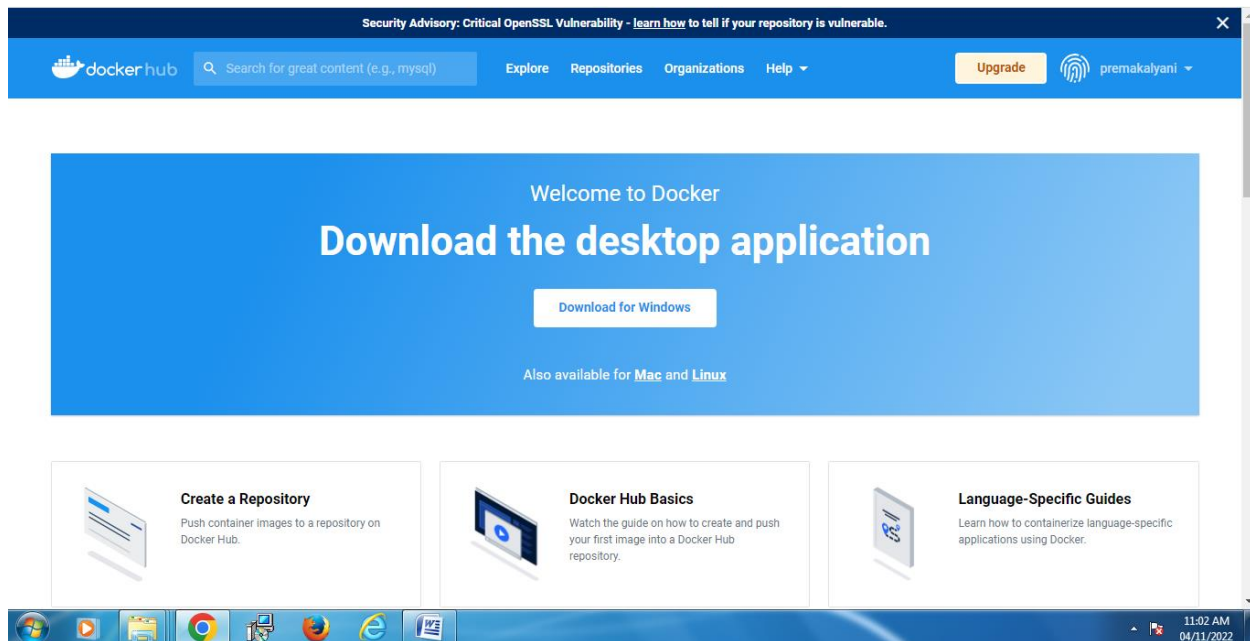 Security Advisory: Critical OpenSSL Vulnerability - learn how to tell if your repository is vulnerable.
dockerhub Search for great content (e.g., mysql) Explore Repositories Organizations Help Upgrade premakalyani
Welcome to Docker
Download the desktop application
Download for Windows
Also available for Mac and Linux
Create a Repository
Push container images to a repository on
Docker Hub.
Docker Hub Basics
Watch the guide on how to create and push
your first image into a Docker Hub
repository.
Language-Specific Guides
Learn how to containerize language-specific
applications using Docker.
11:02 AM
04/11/2022